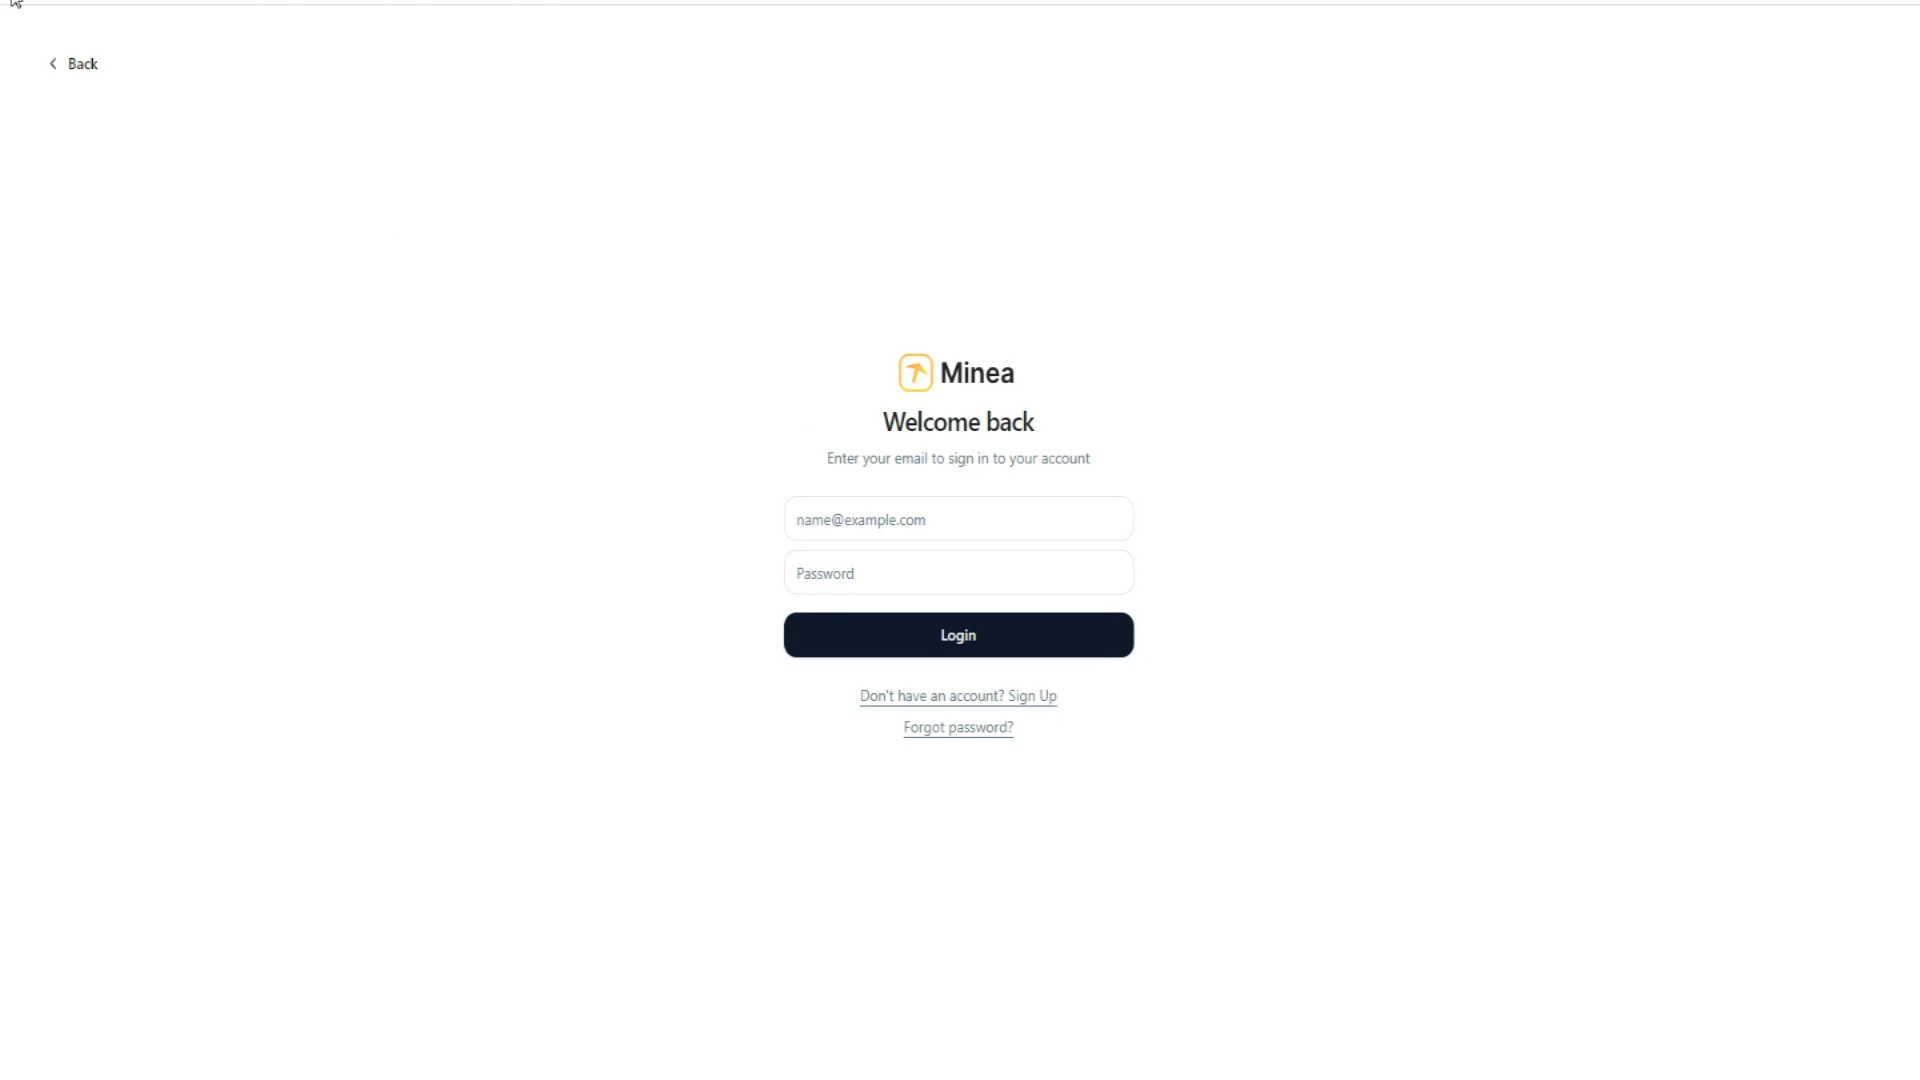 Back
Minea
Welcome back
Enter your email to sign in to your account
name@example.com
Password
Login
Don't have an account? Sign Up
Forgot password?